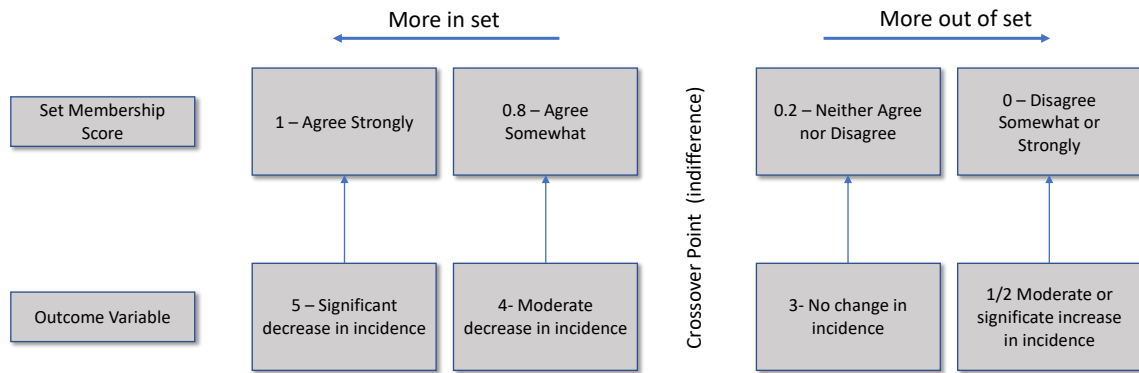 More in set
More out of set
Set Membership
Score
1 – Agree Strongly
0.8 – Agree
Somewhat
Crossover Point (indifference)
0.2 – Neither Agree
nor Disagree
0 – Disagree
Somewhat or
Strongly
Outcome Variable
5 – Significant
decrease in incidence
4- Moderate
decrease in incidence
3- No change in
incidence
1/2 Moderate or
significate increase
in incidence